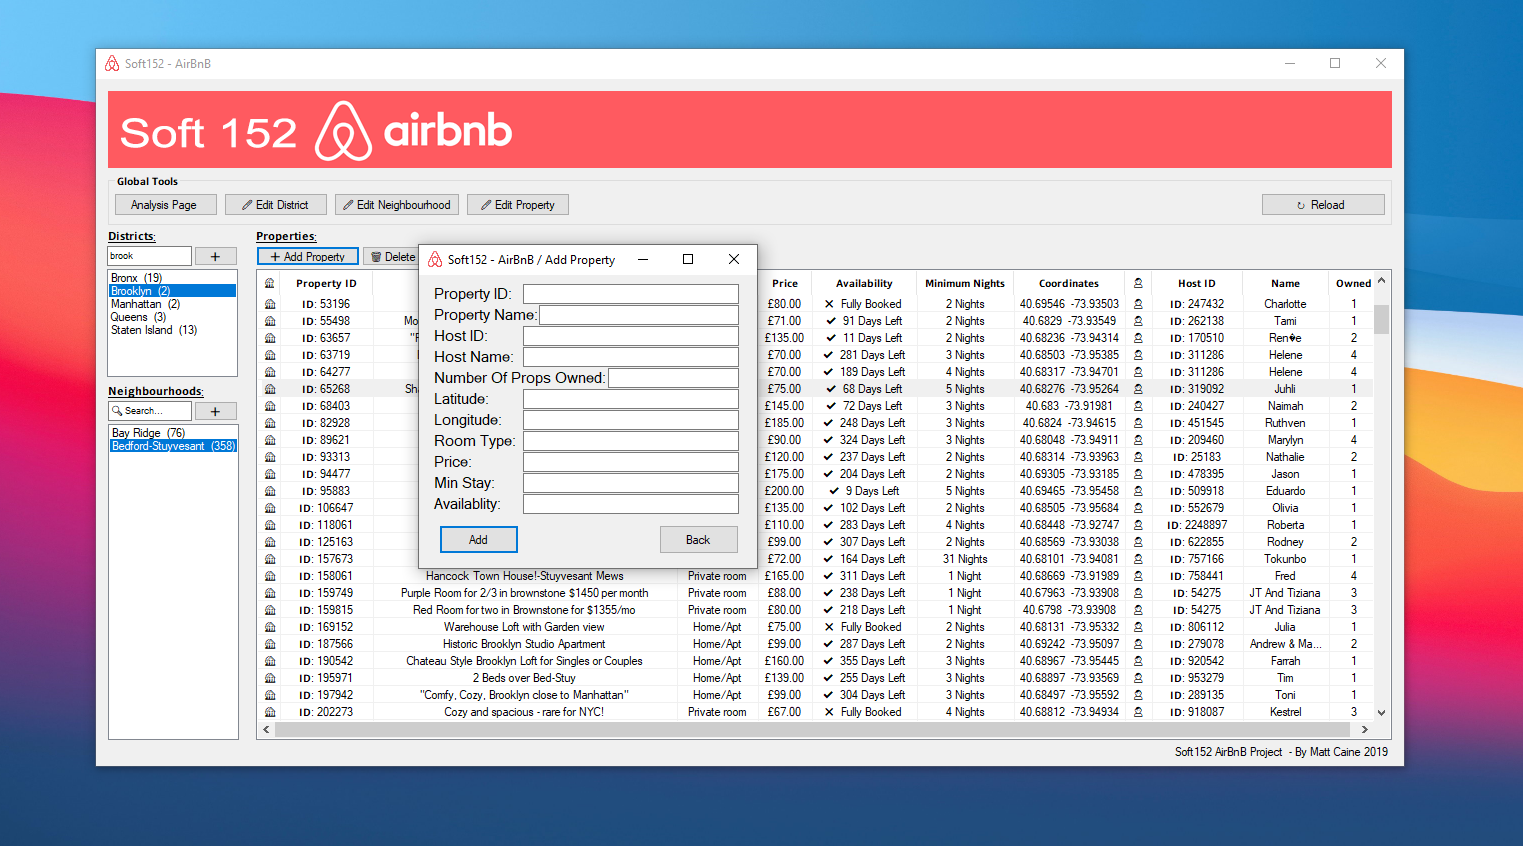 Soft152 - AirBnB
Soft 152 airbnb
Global Tools
Analysis Page Edit District Edit Neighbourhood Edit Property Reload
Districts:
brook +
Bronx (19)
Brooklyn (2)
Manhattan (2)
Queens (3)
Staten Island (13)
Neighbourhoods:
Search... +
Bay Ridge (76)
Bedford-Stuyvesant (358)
Properties:
+ Add Property Delete
Soft152 - AirBnB / Add Property
Property ID:
Property Name:
Host ID:
Host Name:
Number Of Props Owned:
Latitude:
Longitude:
Room Type:
Price:
Min Stay:
Availablity:
Add Back
Property ID Price Availability Minimum Nights Coordinates Host ID Name Owned
ID: 53196 £80.00 Fully Booked 2 Nights 40.69546 -73.93503 ID: 247432 Charlotte 1
ID: 55498 Mo £71.00 91 Days Left 2 Nights 40.6829 -73.93549 ID: 262138 Tami 1
ID: 63657 £135.00 11 Days Left 2 Nights 40.68236 -73.94314 ID: 170510 Ren�e 2
ID: 63719 £70.00 281 Days Left 3 Nights 40.68503 -73.95385 ID: 311286 Helene 4
ID: 64277 £70.00 189 Days Left 4 Nights 40.68317 -73.94701 ID: 311286 Helene 4
ID: 65268 Sh £75.00 68 Days Left 5 Nights 40.68276 -73.95264 ID: 319092 Juhli 1
ID: 68403 £145.00 72 Days Left 3 Nights 40.683 -73.91981 ID: 240427 Naimah 2
ID: 82928 £185.00 248 Days Left 3 Nights 40.6824 -73.94615 ID: 451545 Ruthven 1
ID: 89621 £90.00 324 Days Left 3 Nights 40.68048 -73.94911 ID: 209460 Marylyn 4
ID: 93313 £120.00 237 Days Left 2 Nights 40.68314 -73.93963 ID: 25183 Nathalie 2
ID: 94477 £175.00 204 Days Left 2 Nights 40.69305 -73.93185 ID: 478395 Jason 1
ID: 95883 £200.00 9 Days Left 5 Nights 40.69465 -73.95458 ID: 509918 Eduardo 1
ID: 106647 £135.00 102 Days Left 2 Nights 40.68505 -73.95684 ID: 552679 Olivia 1
ID: 118061 £110.00 283 Days Left 4 Nights 40.68448 -73.92747 ID: 2248897 Roberta 1
ID: 125163 £99.00 307 Days Left 2 Nights 40.68569 -73.93038 ID: 622855 Rodney 2
ID: 157673 £72.00 164 Days Left 31 Nights 40.68101 -73.94081 ID: 757166 Tokunbo 1
ID: 158061 Hancock Town House!-Stuyvesant Mews Private room £165.00 311 Days Left 1 Night 40.68669 -73.91989 ID: 758441 Fred 4
ID: 159749 Purple Room for 2/3 in brownstone $1450 per month Private room £88.00 238 Days Left 1 Night 40.67963 -73.93908 ID: 54275 JT And Tiziana 3
ID: 159815 Red Room for two in Brownstone for $1355/mo Private room £80.00 218 Days Left 1 Night 40.6798 -73.93908 ID: 54275 JT And Tiziana 3
ID: 169152 Warehouse Loft with Garden view Home/Apt £75.00 Fully Booked 2 Nights 40.68131 -73.95332 ID: 806112 Julia 1
ID: 187566 Historic Brooklyn Studio Apartment Home/Apt £99.00 287 Days Left 2 Nights 40.69242 -73.95097 ID: 279078 Andrew & Ma... 2
ID: 190542 Chateau Style Brooklyn Loft for Singles or Couples Home/Apt £160.00 355 Days Left 3 Nights 40.68967 -73.95445 ID: 920542 Farrah 1
ID: 195971 2 Beds over Bed-Stuy Home/Apt £139.00 255 Days Left 3 Nights 40.68897 -73.93569 ID: 953279 Tim 1
ID: 197942 "Comfy, Cozy, Brooklyn close to Manhattan" Home/Apt £99.00 304 Days Left 3 Nights 40.68497 -73.95592 ID: 289135 Toni 1
ID: 202273 Cozy and spacious - rare for NYC! Private room £67.00 Fully Booked 4 Nights 40.68812 -73.94934 ID: 918087 Kestrel 3
Soft152 AirBnB Project - By Matt Caine 2019